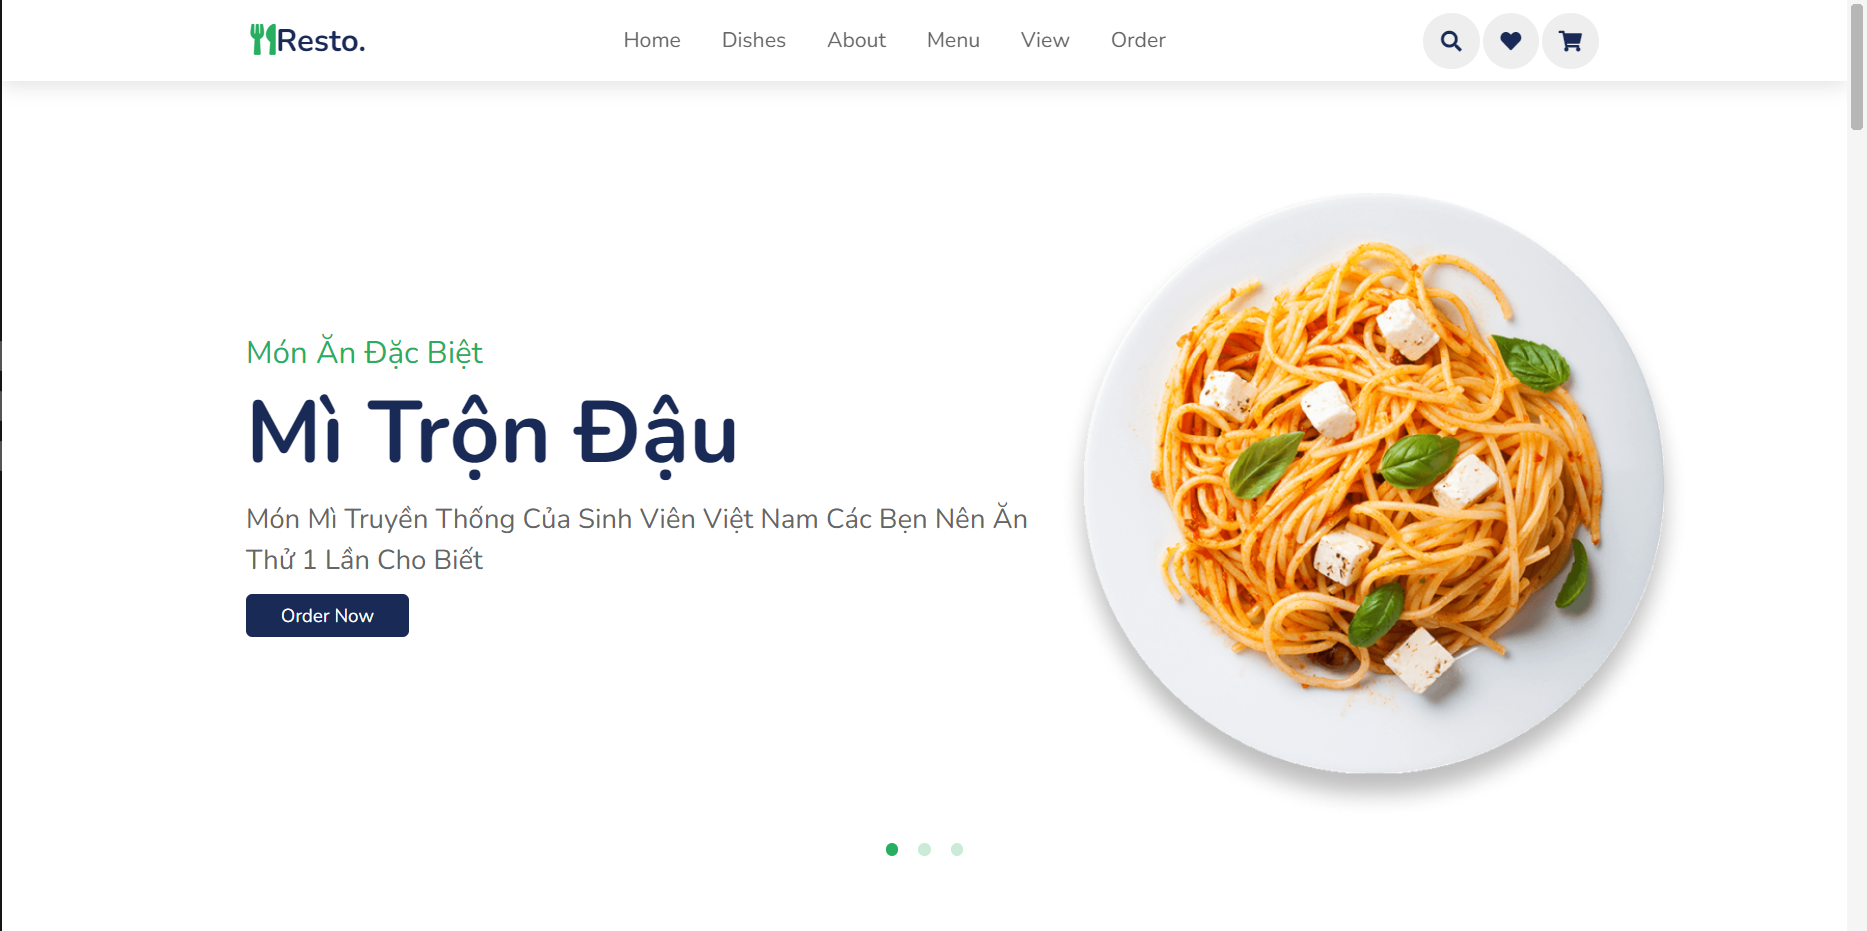 Resto.
Home Dishes About Menu View Order
Món Ăn Đặc Biệt
Mì Trộn Đậu
Món Mì Truyền Thống Của Sinh Viên Việt Nam Các Bẹn Nên Ăn
Thử 1 Lần Cho Biết
Order Now